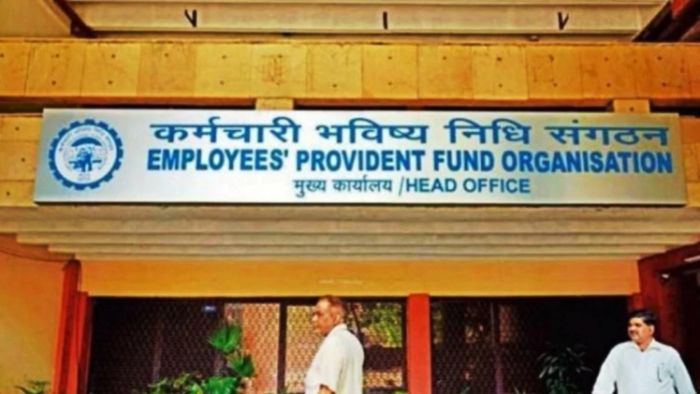 कर्मचारी भविष्य निधि संगठन
EMPLOYEES' PROVIDENT FUND ORGANISATION
मुख्य कार्यालय /HEAD OFFICE